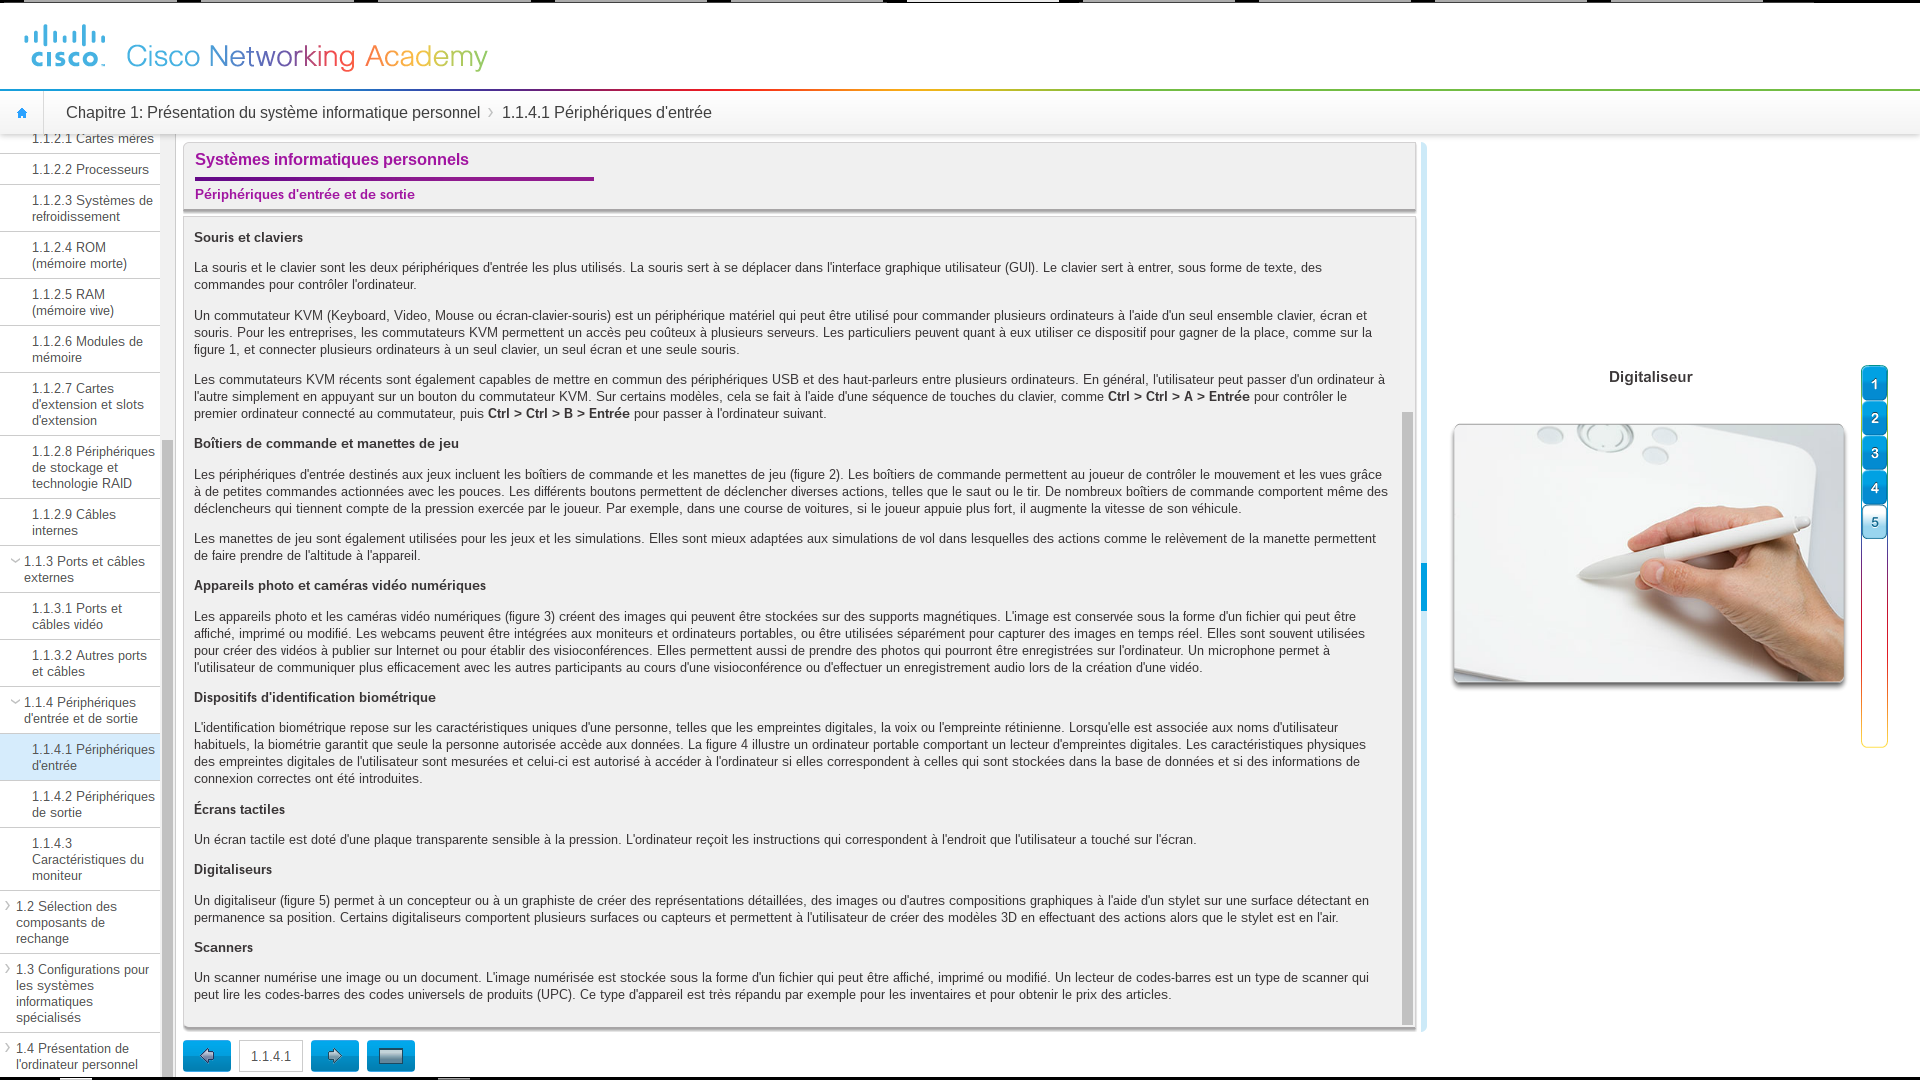 cisco
Cisco Networking Academy
Chapitre 1: Présentation du système informatique personnel
1.1.4.1 Périphériques d'entrée
1.1.2.1 Cartes mères
1.1.2.2 Processeurs
1.1.2.3 Systèmes de
refroidissement
1.1.2.4 ROM
(mémoire morte)
1.1.2.5 RAM
(mémoire vive)
1.1.2.6 Modules de
mémoire
1.1.2.7 Cartes
d'extension et slots
d'extension
1.1.2.8 Périphériques
de stockage et
technologie RAID
1.1.2.9 Câbles
internes
1.1.3 Ports et câbles
externes
1.1.3.1 Ports et
câbles vidéo
1.1.3.2 Autres ports
et câbles
1.1.4 Périphériques
d'entrée et de sortie
1.1.4.1 Périphériques
d'entrée
1.1.4.2 Périphériques
de sortie
1.1.4.3
Caractéristiques du
moniteur
1.2 Sélection des
composants de
rechange
1.3 Configurations pour
les systèmes
informatiques
spécialisés
1.4 Présentation de
l'ordinateur personnel
Systèmes informatiques personnels
Périphériques d'entrée et de sortie
Souris et claviers
La souris et le clavier sont les deux périphériques d'entrée les plus utilisés. La souris sert à se déplacer dans l'interface graphique utilisateur (GUI). Le clavier sert à entrer, sous forme de texte, des
commandes pour contrôler l'ordinateur.
Un commutateur KVM (Keyboard, Video, Mouse ou écran-clavier-souris) est un périphérique matériel qui peut être utilisé pour commander plusieurs ordinateurs à l'aide d'un seul ensemble clavier, écran et
souris. Pour les entreprises, les commutateurs KVM permettent un accès peu coûteux à plusieurs serveurs. Les particuliers peuvent quant à eux utiliser ce dispositif pour gagner de la place, comme sur la
figure 1, et connecter plusieurs ordinateurs à un seul clavier, un seul écran et une seule souris.
Les commutateurs KVM récents sont également capables de mettre en commun des périphériques USB et des haut-parleurs entre plusieurs ordinateurs. En général, l'utilisateur peut passer d'un ordinateur à
l'autre simplement en appuyant sur un bouton du commutateur KVM. Sur certains modèles, cela se fait à l'aide d'une séquence de touches du clavier, comme Ctrl > Ctrl > A > Entrée pour contrôler le
premier ordinateur connecté au commutateur, puis Ctrl > Ctrl > B > Entrée pour passer à l'ordinateur suivant.
Boîtiers de commande et manettes de jeu
Les périphériques d'entrée destinés aux jeux incluent les boîtiers de commande et les manettes de jeu (figure 2). Les boîtiers de commande permettent au joueur de contrôler le mouvement et les vues grâce
à de petites commandes actionnées avec les pouces. Les différents boutons permettent de déclencher diverses actions, telles que le saut ou le tir. De nombreux boîtiers de commande comportent même des
déclencheurs qui tiennent compte de la pression exercée par le joueur. Par exemple, dans une course de voitures, si le joueur appuie plus fort, il augmente la vitesse de son véhicule.
Les manettes de jeu sont également utilisées pour les jeux et les simulations. Elles sont mieux adaptées aux simulations de vol dans lesquelles des actions comme le relèvement de la manette permettent
de faire prendre de l'altitude à l'appareil.
Appareils photo et caméras vidéo numériques
Les appareils photo et les caméras vidéo numériques (figure 3) créent des images qui peuvent être stockées sur des supports magnétiques. L'image est conservée sous la forme d'un fichier qui peut être
affiché, imprimé ou modifié. Les webcams peuvent être intégrées aux moniteurs et ordinateurs portables, ou être utilisées séparément pour capturer des images en temps réel. Elles sont souvent utilisées
pour créer des vidéos à publier sur Internet ou pour établir des visioconférences. Elles permettent aussi de prendre des photos qui pourront être enregistrées sur l'ordinateur. Un microphone permet à
l'utilisateur de communiquer plus efficacement avec les autres participants au cours d'une visioconférence ou d'effectuer un enregistrement audio lors de la création d'une vidéo.
Dispositifs d'identification biométrique
L'identification biométrique repose sur les caractéristiques uniques d'une personne, telles que les empreintes digitales, la voix ou l'empreinte rétinienne. Lorsqu'elle est associée aux noms d'utilisateur
habituels, la biométrie garantit que seule la personne autorisée accède aux données. La figure 4 illustre un ordinateur portable comportant un lecteur d'empreintes digitales. Les caractéristiques physiques
des empreintes digitales de l'utilisateur sont mesurées et celui-ci est autorisé à accéder à l'ordinateur si elles correspondent à celles qui sont stockées dans la base de données et si des informations de
connexion correctes ont été introduites.
Écrans tactiles
Un écran tactile est doté d'une plaque transparente sensible à la pression. L'ordinateur reçoit les instructions qui correspondent à l'endroit que l'utilisateur a touché sur l'écran.
Digitaliseurs
Un digitaliseur (figure 5) permet à un concepteur ou à un graphiste de créer des représentations détaillées, des images ou d'autres compositions graphiques à l'aide d'un stylet sur une surface détectant en
permanence sa position. Certains digitaliseurs comportent plusieurs surfaces ou capteurs et permettent à l'utilisateur de créer des modèles 3D en effectuant des actions alors que le stylet est en l'air.
Scanners
Un scanner numérise une image ou un document. L'image numérisée est stockée sous la forme d'un fichier qui peut être affiché, imprimé ou modifié. Un lecteur de codes-barres est un type de scanner qui
peut lire les codes-barres des codes universels de produits (UPC). Ce type d'appareil est très répandu par exemple pour les inventaires et pour obtenir le prix des articles.
1.1.4.1
Digitaliseur
1
2
3
4
5